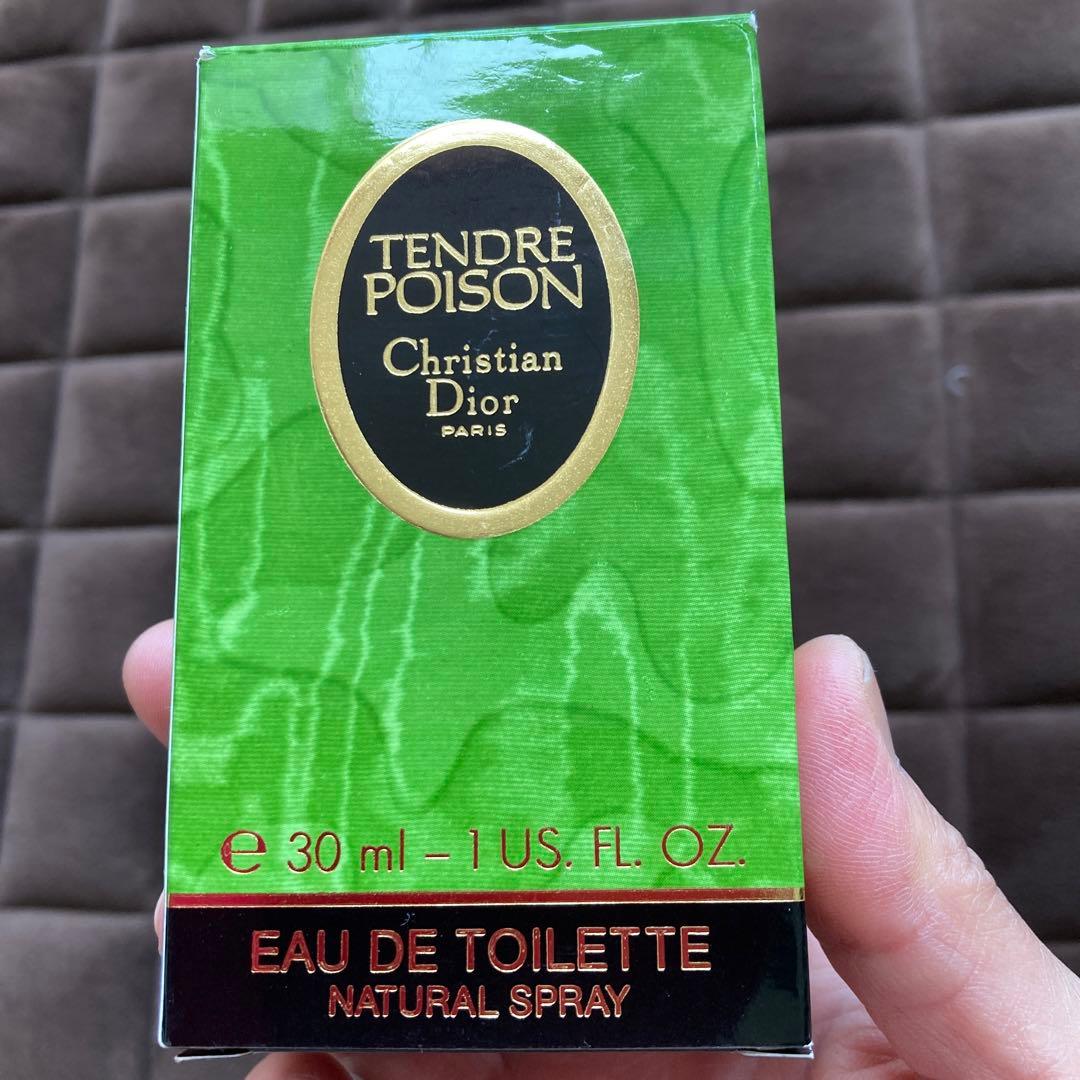 TENDRE
POISON
Christian
Dior
PARIS
℮ 30 ml – 1 US. FL. OZ.
EAU DE TOILETTE
NATURAL SPRAY